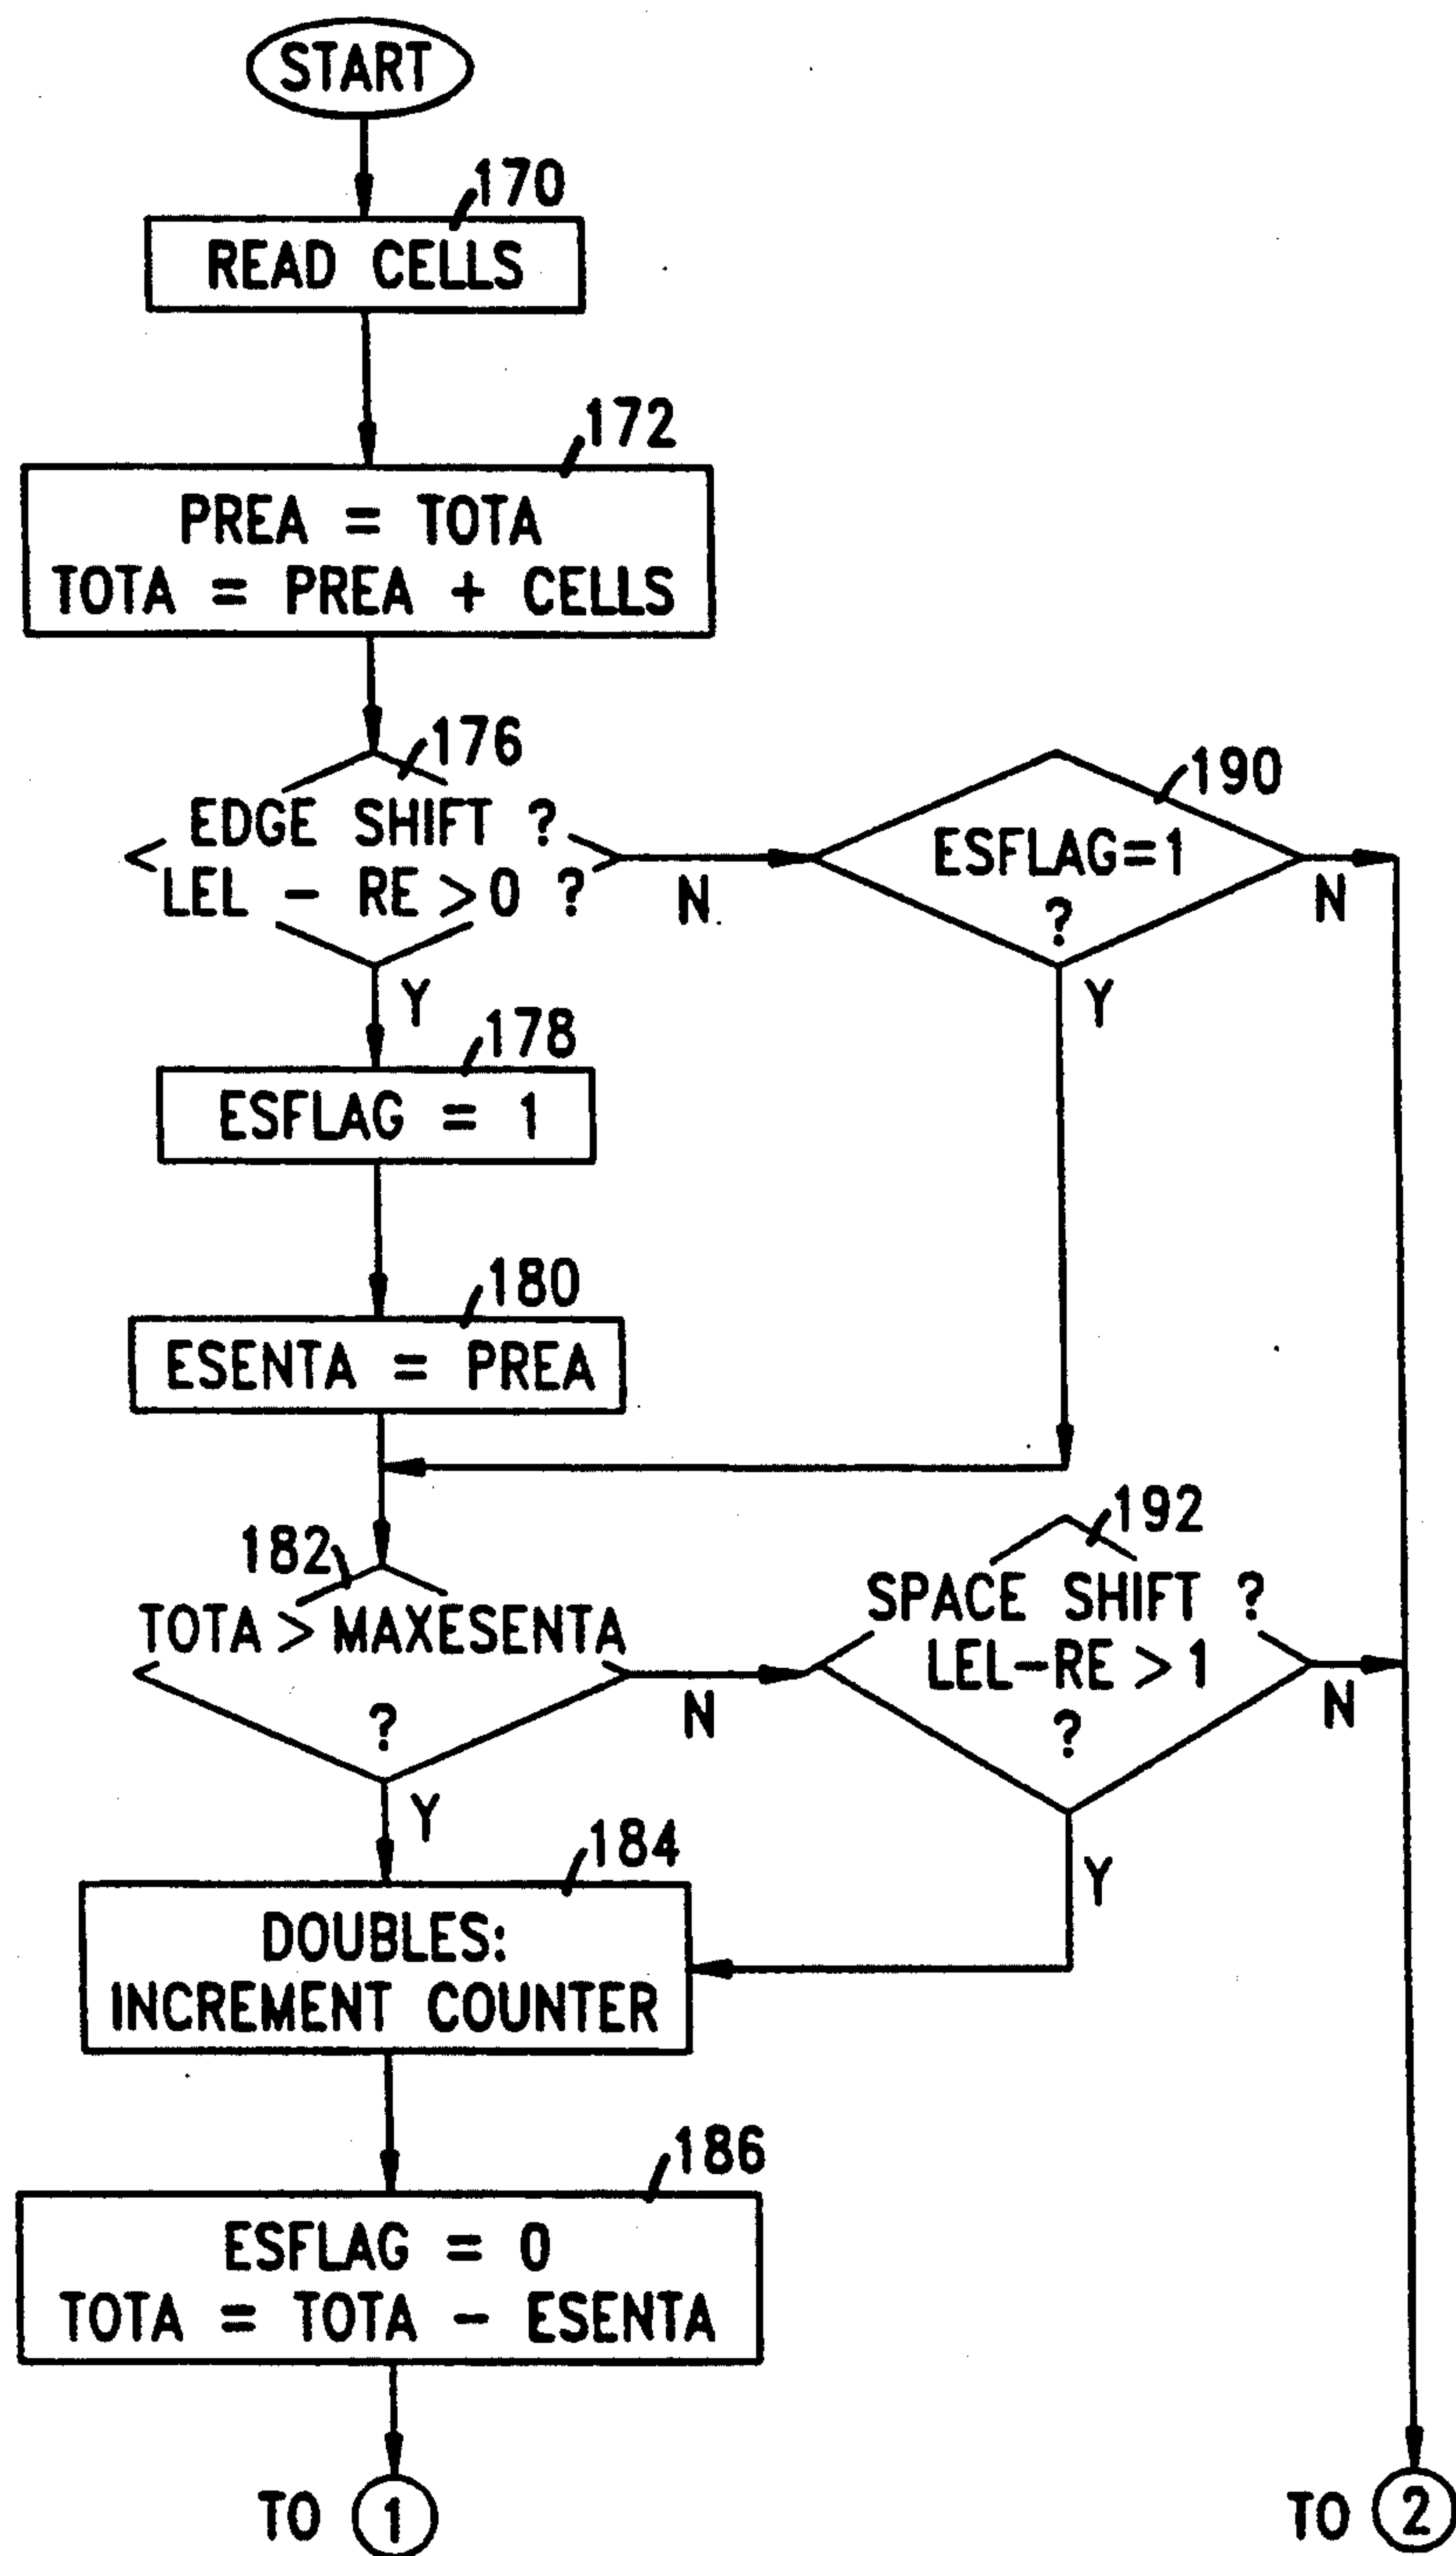 START
170
READ CELLS
172
PREA = TOTA
TOTA = PREA + CELLS
176
EDGE SHIFT ?
LEL - RE > 0 ?
N
Y
190
ESFLAG=1
?
N
Y
178
ESFLAG = 1
180
ESENTA = PREA
182
TOTA > MAXESENTA
?
N
Y
192
SPACE SHIFT ?
LEL-RE > 1
?
N
Y
184
DOUBLES:
INCREMENT COUNTER
186
ESFLAG = 0
TOTA = TOTA - ESENTA
TO 1
TO 2